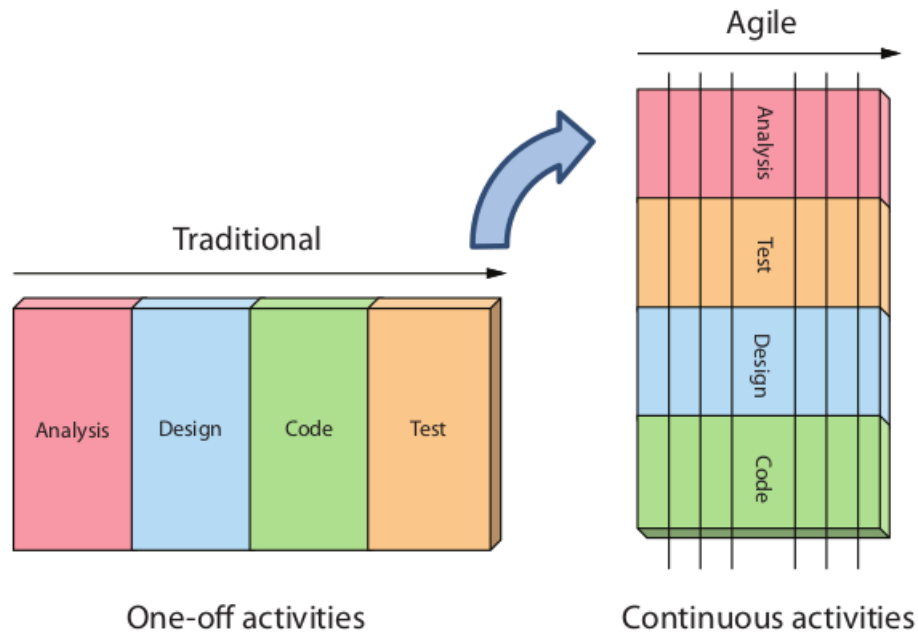 Agile
Analysis
Test
Design
Code
Traditional
Analysis
Design
Code
Test
One-off activities
Continuous activities